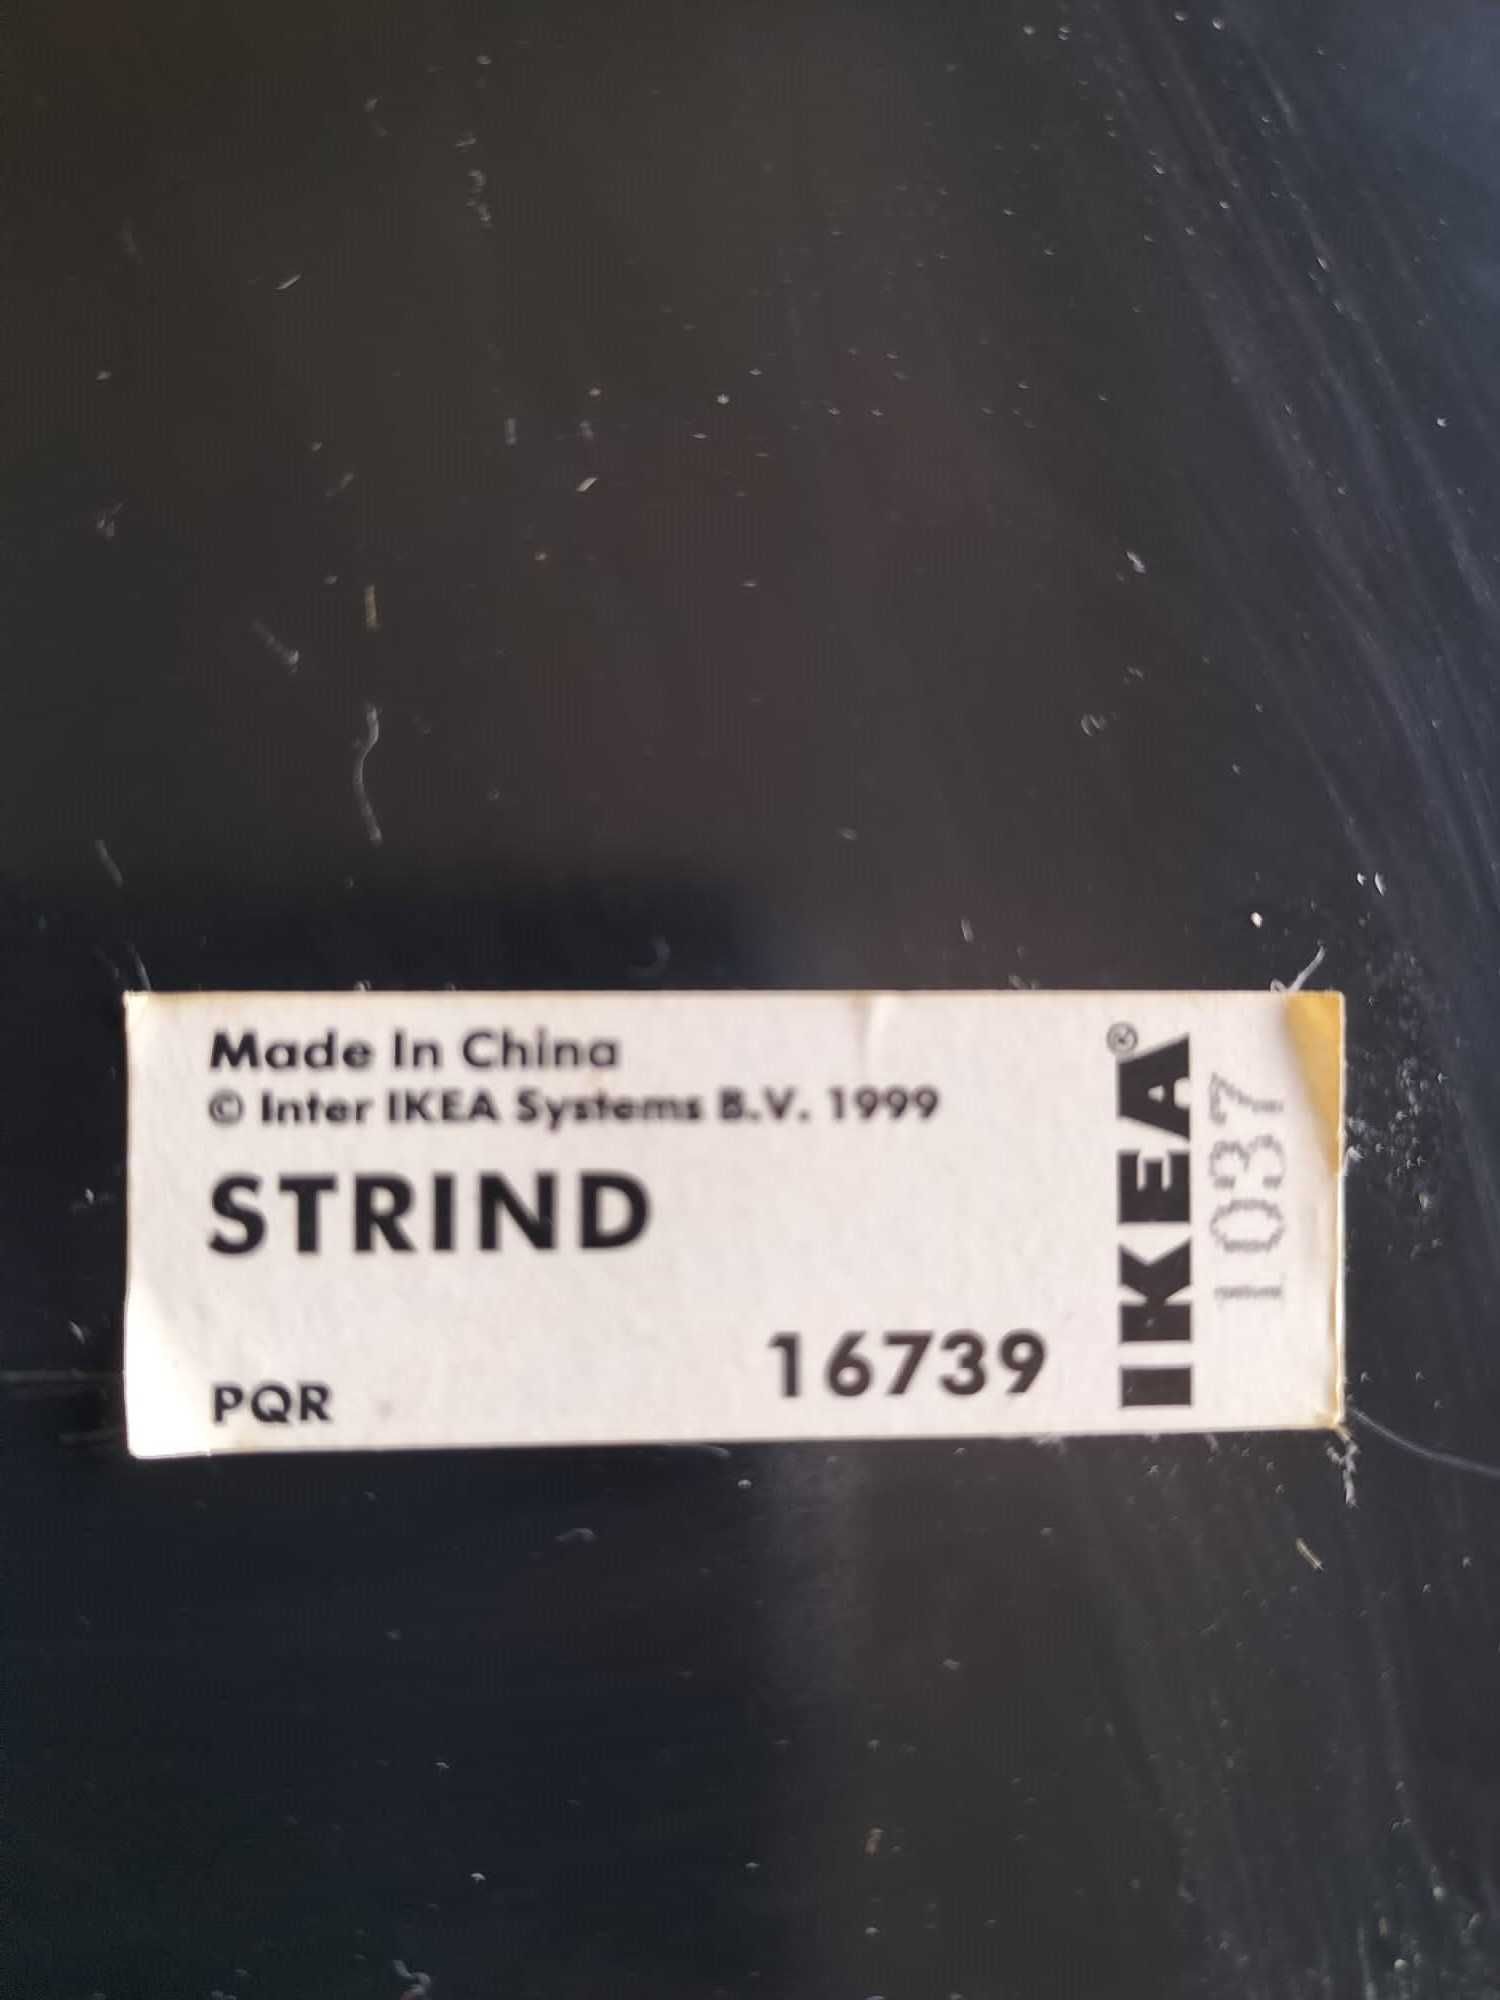 Made In China
© Inter IKEA Systems B.V. 1999
STRIND
16739
PQR
IKEA®
1037